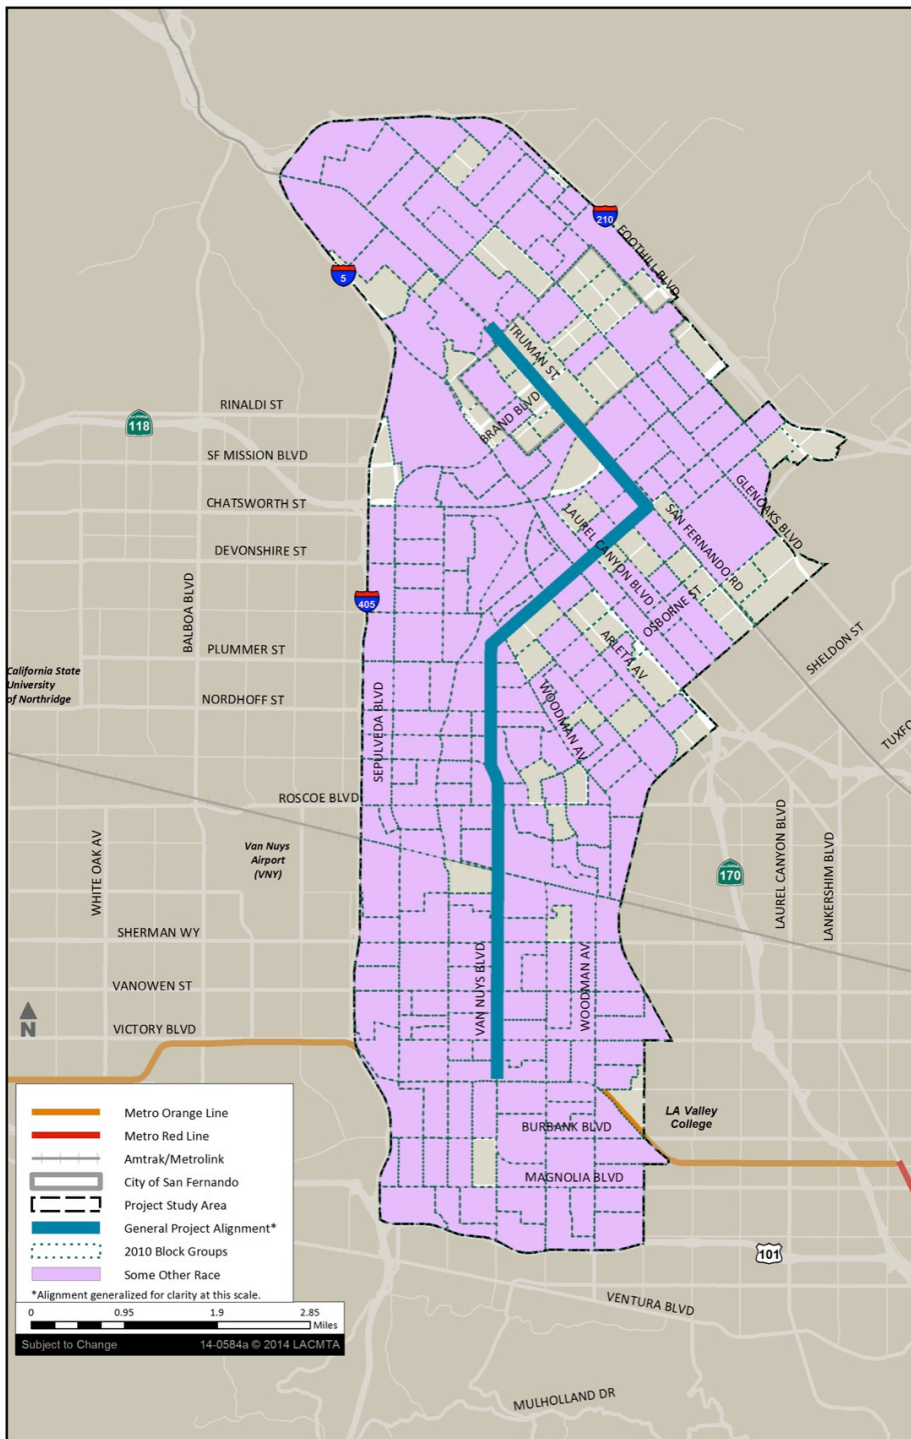 210
FOOTHILL BLVD
5
TRUMAN ST
RINALDI ST
118
BRAND BLVD
SF MISSION BLVD
CHATSWORTH ST
GLENOAKS BLVD
SAN FERNANDO RD
LAUREL CANYON BLVD
DEVONSHIRE ST
BALBOA BLVD
405
OSBORNE ST
ARLETA AV
SHELDON ST
PLUMMER ST
California State
University
of Northridge
NORDHOFF ST
SEPULVEDA BLVD
WOODMAN AV
TUXFO
ROSCOE BLVD
WHITE OAK AV
Van Nuys
Airport
(VNY)
LAUREL CANYON BLVD
LANKERSHIM BLVD
CALIFORNIA
170
SHERMAN WY
VAN NUYS BLVD
WOODMAN AV
VANOWEN ST
N
VICTORY BLVD
LA Valley
College
BURBANK BLVD
MAGNOLIA BLVD
101
VENTURA BLVD
MULHOLLAND DR
Metro Orange Line
Metro Red Line
Amtrak/Metrolink
City of San Fernando
Project Study Area
General Project Alignment*
2010 Block Groups
Some Other Race
*Alignment generalized for clarity at this scale.
0 0.95 1.9 2.85
Miles
Subject to Change 14-0584a © 2014 LACMTA